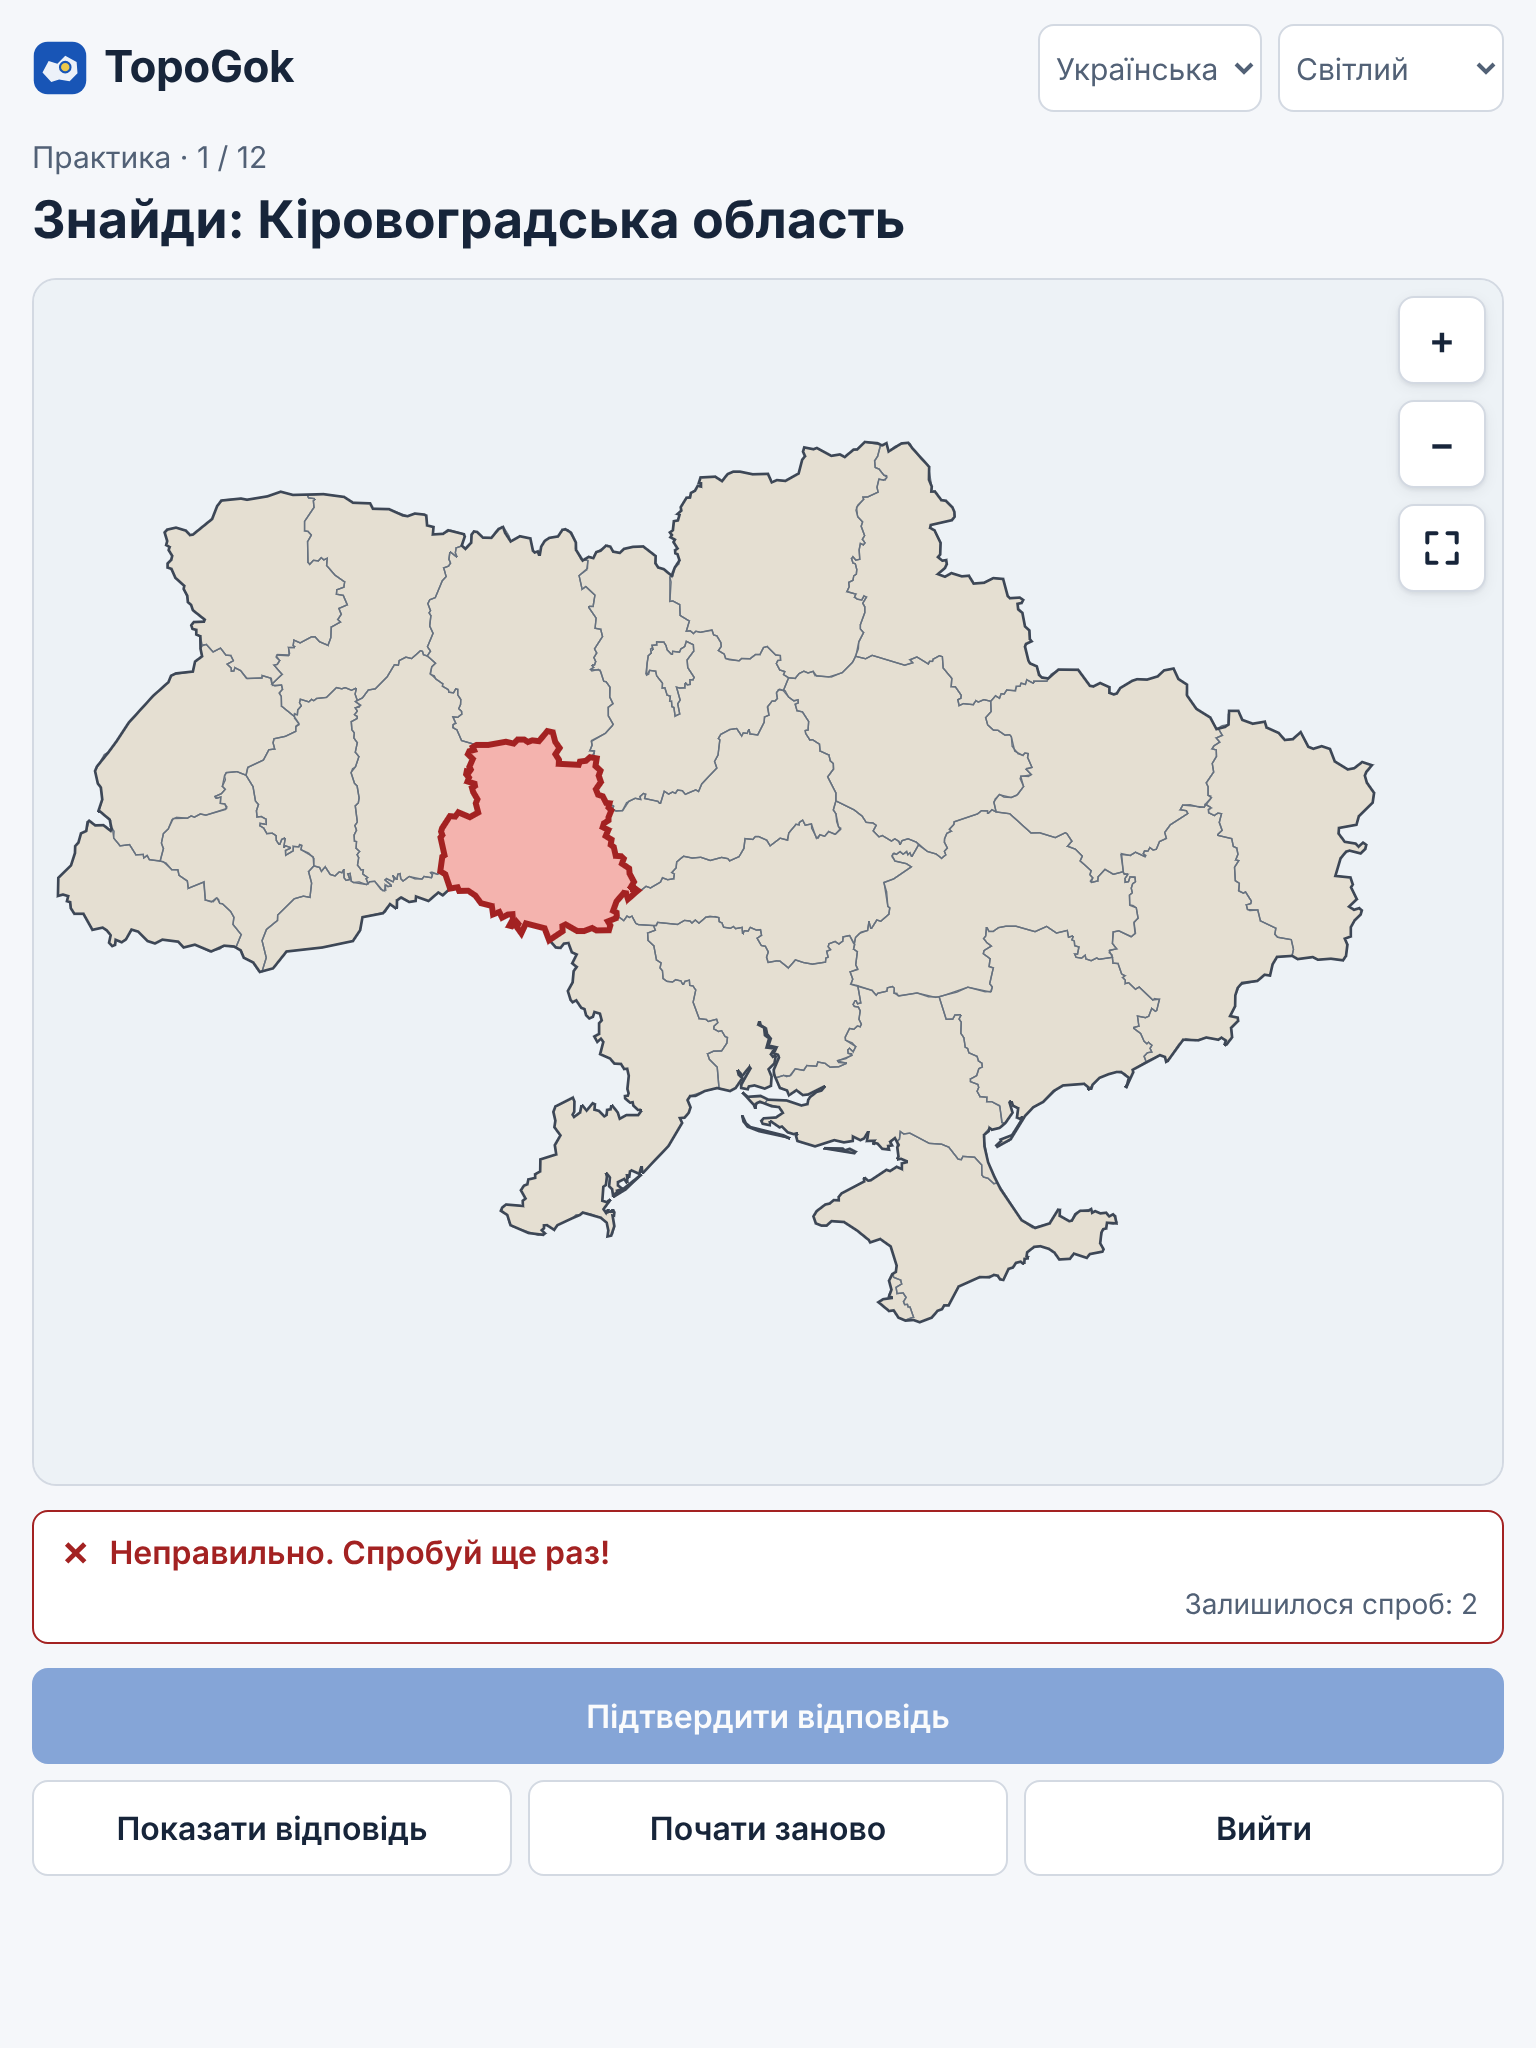 TopoGok
Українська
Світлий
Практика · 1 / 12
Знайди: Кіровоградська область
+
−
× Неправильно. Спробуй ще раз!
Залишилося спроб: 2
Підтвердити відповідь
Показати відповідь
Почати заново
Вийти